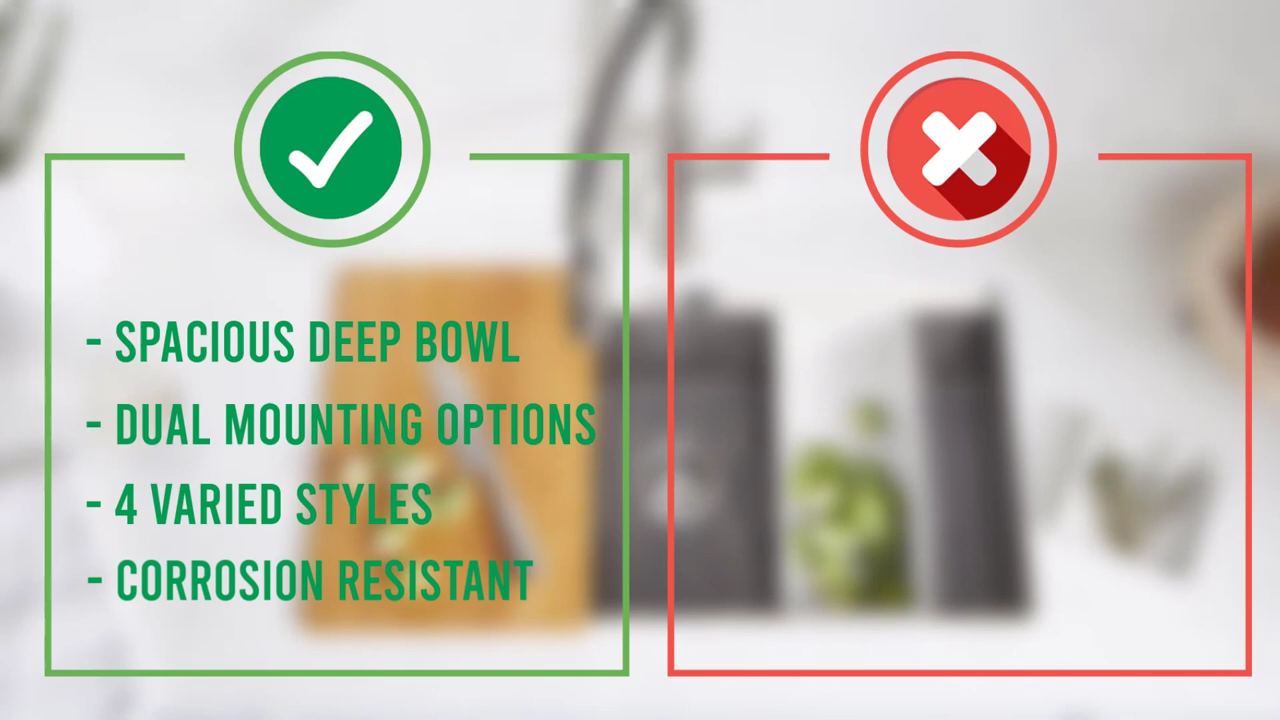 - SPACIOUS DEEP BOWL
- DUAL MOUNTING OPTIONS
- 4 VARIED STYLES
- CORROSION RESISTANT